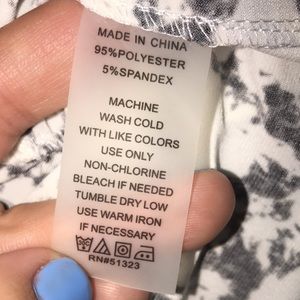 MADE IN CHINA
95%POLYESTER
5%SPANDEX
MACHINE
WASH COLD
WITH LIKE COLORS
USE ONLY
NON-CHLORINE
BLEACH IF NEEDED
TUMBLE DRY LOW
USE WARM IRON
IF NECESSARY
RN#51323